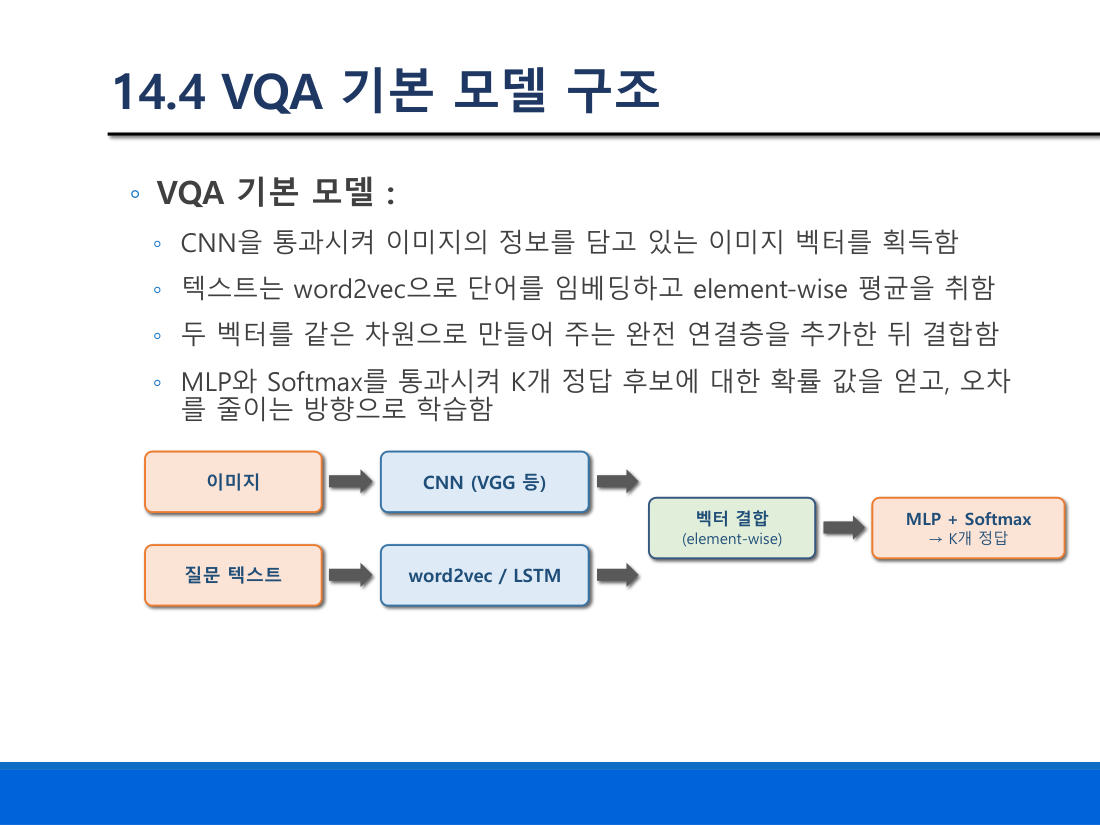 14.4 VQA 기본 모델 구조
◦ VQA 기본 모델 :
◦ CNN을 통과시켜 이미지의 정보를 담고 있는 이미지 벡터를 획득함
◦ 텍스트는 word2vec으로 단어를 임베딩하고 element-wise 평균을 취함
◦ 두 벡터를 같은 차원으로 만들어 주는 완전 연결층을 추가한 뒤 결합함
◦ MLP와 Softmax를 통과시켜 K개 정답 후보에 대한 확률 값을 얻고, 오차
를 줄이는 방향으로 학습함
이미지
CNN (VGG 등)
벡터 결합
(element-wise)
MLP + Softmax
→ K개 정답
질문 텍스트
word2vec / LSTM